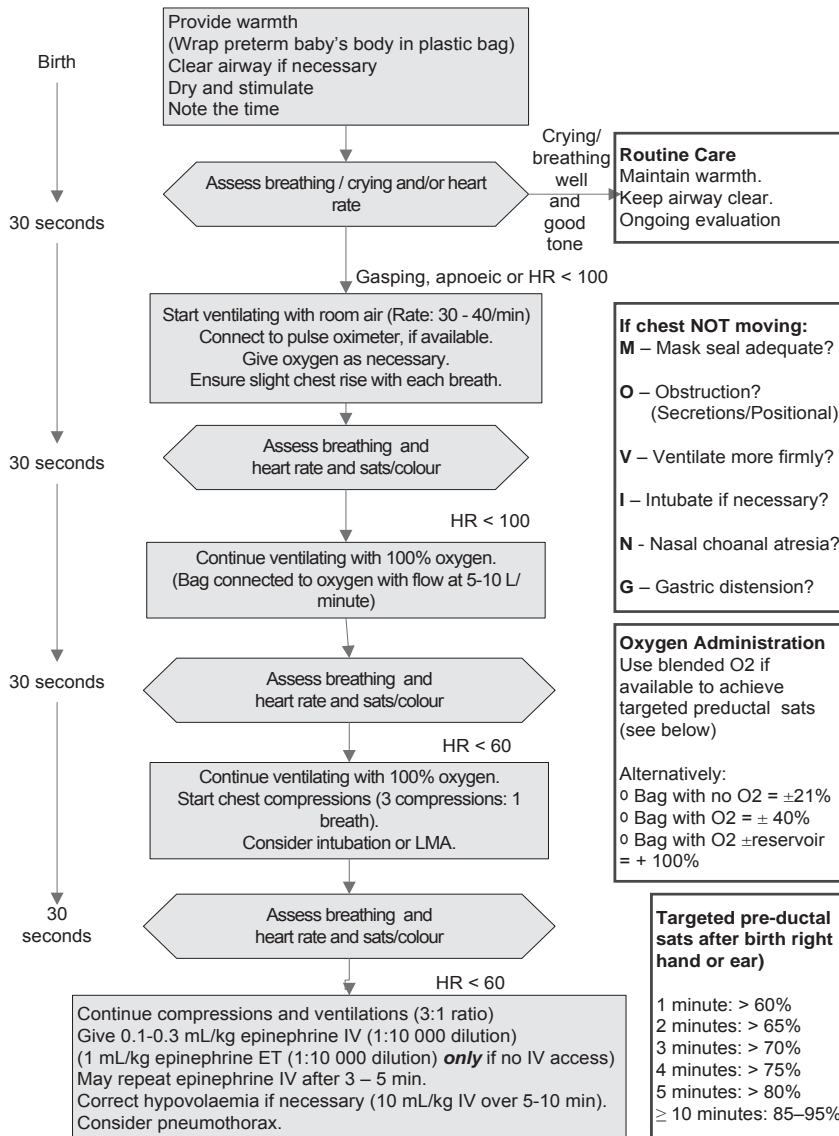 Provide warmth
(Wrap preterm baby's body in plastic bag)
Clear airway if necessary
Dry and stimulate
Note the time
Birth
Assess breathing / crying and/or heart
rate
Crying/
breathing
well
and
good
tone
Routine Care
Maintain warmth.
Keep airway clear.
Ongoing evaluation
30 seconds
Gasping, apnoeic or HR < 100
Start ventilating with room air (Rate: 30 - 40/min)
Connect to pulse oximeter, if available.
Give oxygen as necessary.
Ensure slight chest rise with each breath.
If chest NOT moving:
M – Mask seal adequate?
O – Obstruction?
(Secretions/Positional)
V – Ventilate more firmly?
I – Intubate if necessary?
N - Nasal choanal atresia?
G – Gastric distension?
30 seconds
Assess breathing and
heart rate and sats/colour
HR < 100
Continue ventilating with 100% oxygen.
(Bag connected to oxygen with flow at 5-10 L/
minute)
Oxygen Administration
Use blended O2 if
available to achieve
targeted preductal sats
(see below)
Alternatively:
o Bag with no O2 = ±21%
o Bag with O2 = ± 40%
o Bag with O2 ±reservoir
= + 100%
30 seconds
Assess breathing and
heart rate and sats/colour
HR < 60
Continue ventilating with 100% oxygen.
Start chest compressions (3 compressions: 1
breath).
Consider intubation or LMA.
30
seconds
Assess breathing and
heart rate and sats/colour
HR < 60
Continue compressions and ventilations (3:1 ratio)
Give 0.1-0.3 mL/kg epinephrine IV (1:10 000 dilution)
(1 mL/kg epinephrine ET (1:10 000 dilution) only if no IV access)
May repeat epinephrine IV after 3 – 5 min.
Correct hypovolaemia if necessary (10 mL/kg IV over 5-10 min).
Consider pneumothorax.
Targeted pre-ductal
sats after birth right
hand or ear)
1 minute: > 60%
2 minutes: > 65%
3 minutes: > 70%
4 minutes: > 75%
5 minutes: > 80%
≥ 10 minutes: 85–95%